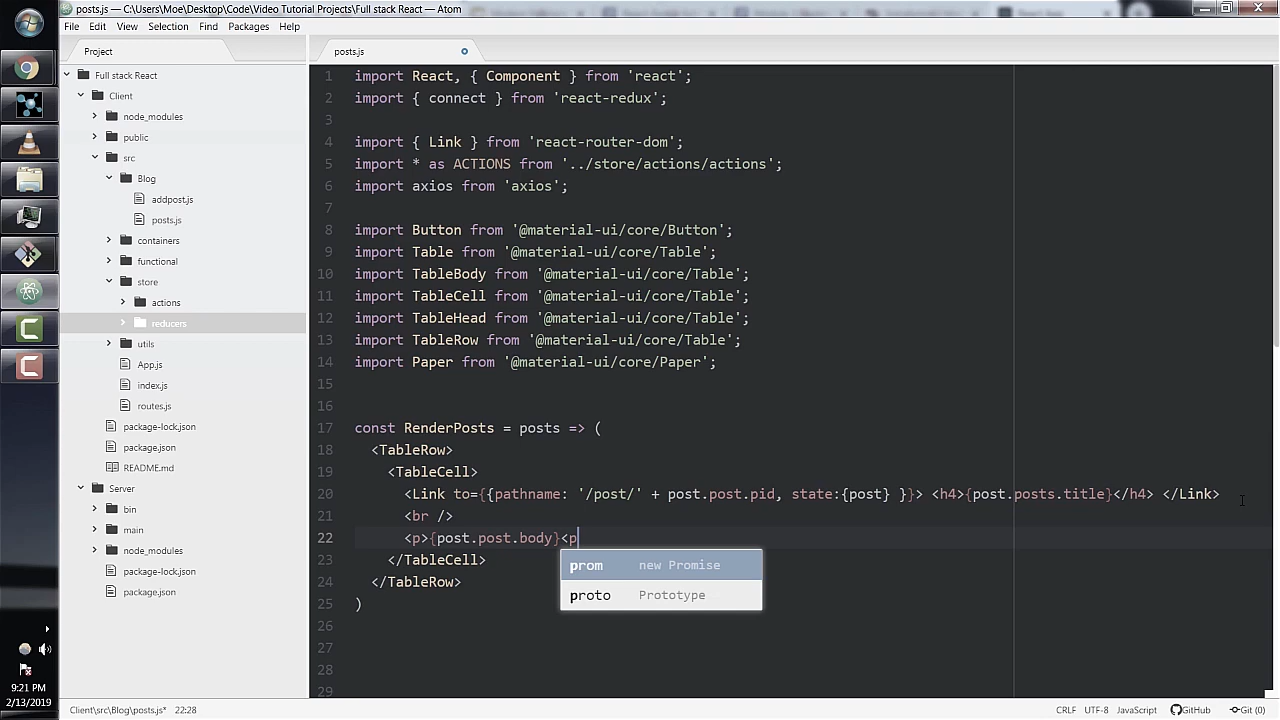 posts.js — C:\Users\Moe\Desktop\Code\Video Tutorial Projects\Full stack React — Atom
File Edit View Selection Find Packages Help
Project
posts.js
Full stack React
Client
node_modules
public
src
Blog
addpost.js
posts.js
containers
functional
store
actions
reducers
utils
App.js
index.js
routes.js
package-lock.json
package.json
README.md
Server
bin
main
node_modules
package-lock.json
package.json
1 import React, { Component } from 'react';
2 import { connect } from 'react-redux';
3
4 import { Link } from 'react-router-dom';
5 import * as ACTIONS from '../store/actions/actions';
6 import axios from 'axios';
7
8 import Button from '@material-ui/core/Button';
9 import Table from '@material-ui/core/Table';
10 import TableBody from '@material-ui/core/Table';
11 import TableCell from '@material-ui/core/Table';
12 import TableHead from '@material-ui/core/Table';
13 import TableRow from '@material-ui/core/Table';
14 import Paper from '@material-ui/core/Paper';
15
16
17 const RenderPosts = posts => (
18 <TableRow>
19 <TableCell>
20 <Link to={{pathname: '/post/' + post.post.pid, state:{post} }}> <h4>{post.posts.title}</h4> </Link>
21 <br />
22 <p>{post.post.body}<p
23 </TableCell>
24 </TableRow>
25 )
26
27
28
29
prom new Promise
proto Prototype
9:21 PM
2/13/2019
Client\src\Blog\posts.js* 22:28
CRLF UTF-8 JavaScript GitHub Git (0)